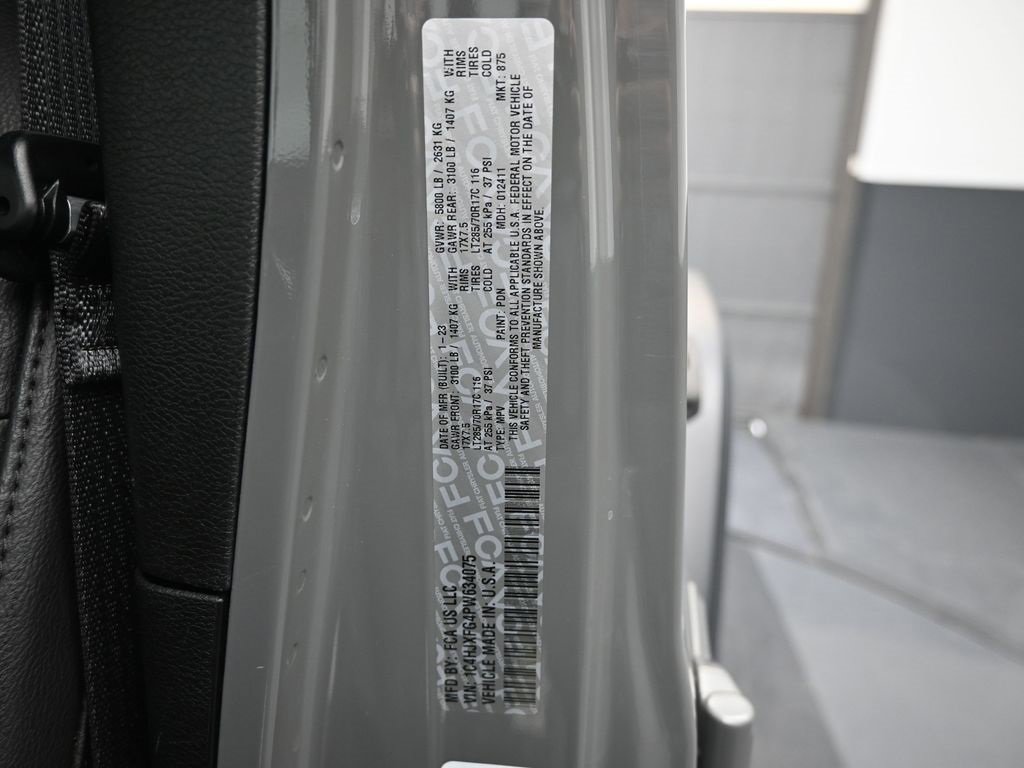 MFD BY: FCA US LLC
DATE OF MFR (BUILT): 1-23
GVWR: 5800 LB / 2631 KG
GAWR FRONT: 3100 LB / 1407 KG WITH
GAWR REAR: 3100 LB / 1407 KG WITH
17X7.5 RIMS
17X7.5 RIMS
LT285/70R17C 116 TIRES
LT285/70R17C 116 TIRES
AT 255 kPa / 37 PSI COLD
AT 255 kPa / 37 PSI COLD
VIN: 1C4HJXFG4PW634075
TYPE: MPV PAINT: PDN MDH: 012411 MKT: 875
VEHICLE MADE IN: U.S.A.
THIS VEHICLE CONFORMS TO ALL APPLICABLE U.S.A. FEDERAL MOTOR VEHICLE
SAFETY AND THEFT PREVENTION STANDARDS IN EFFECT ON THE DATE OF
MANUFACTURE SHOWN ABOVE.